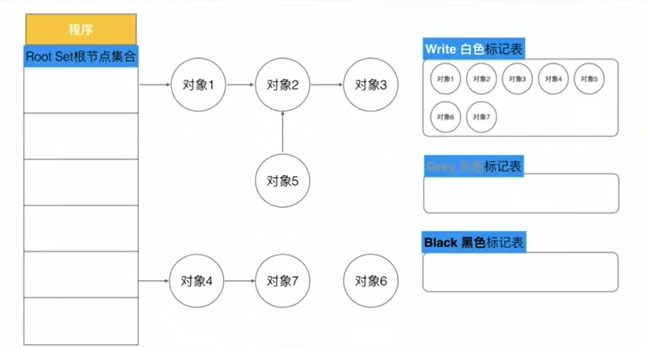 程序
Root Set根节点集合
对象1
对象2
对象3
对象5
对象4
对象7
对象6
Write 白色标记表
对象1
对象2
对象3
对象4
对象5
对象6
对象7
Grey 灰色标记表
Black 黑色标记表